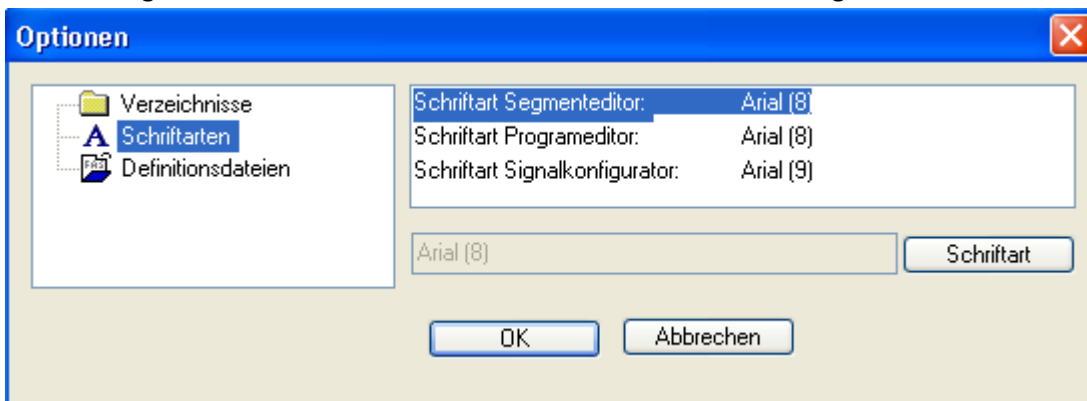 Optionen
Verzeichnisse
Schriftarten
Definitionsdateien
Schriftart Segmenteditor: Arial (8)
Schriftart Programeditor: Arial (8)
Schriftart Signalkonfigurator: Arial (9)
Arial (8)
Schriftart
OK
Abbrechen